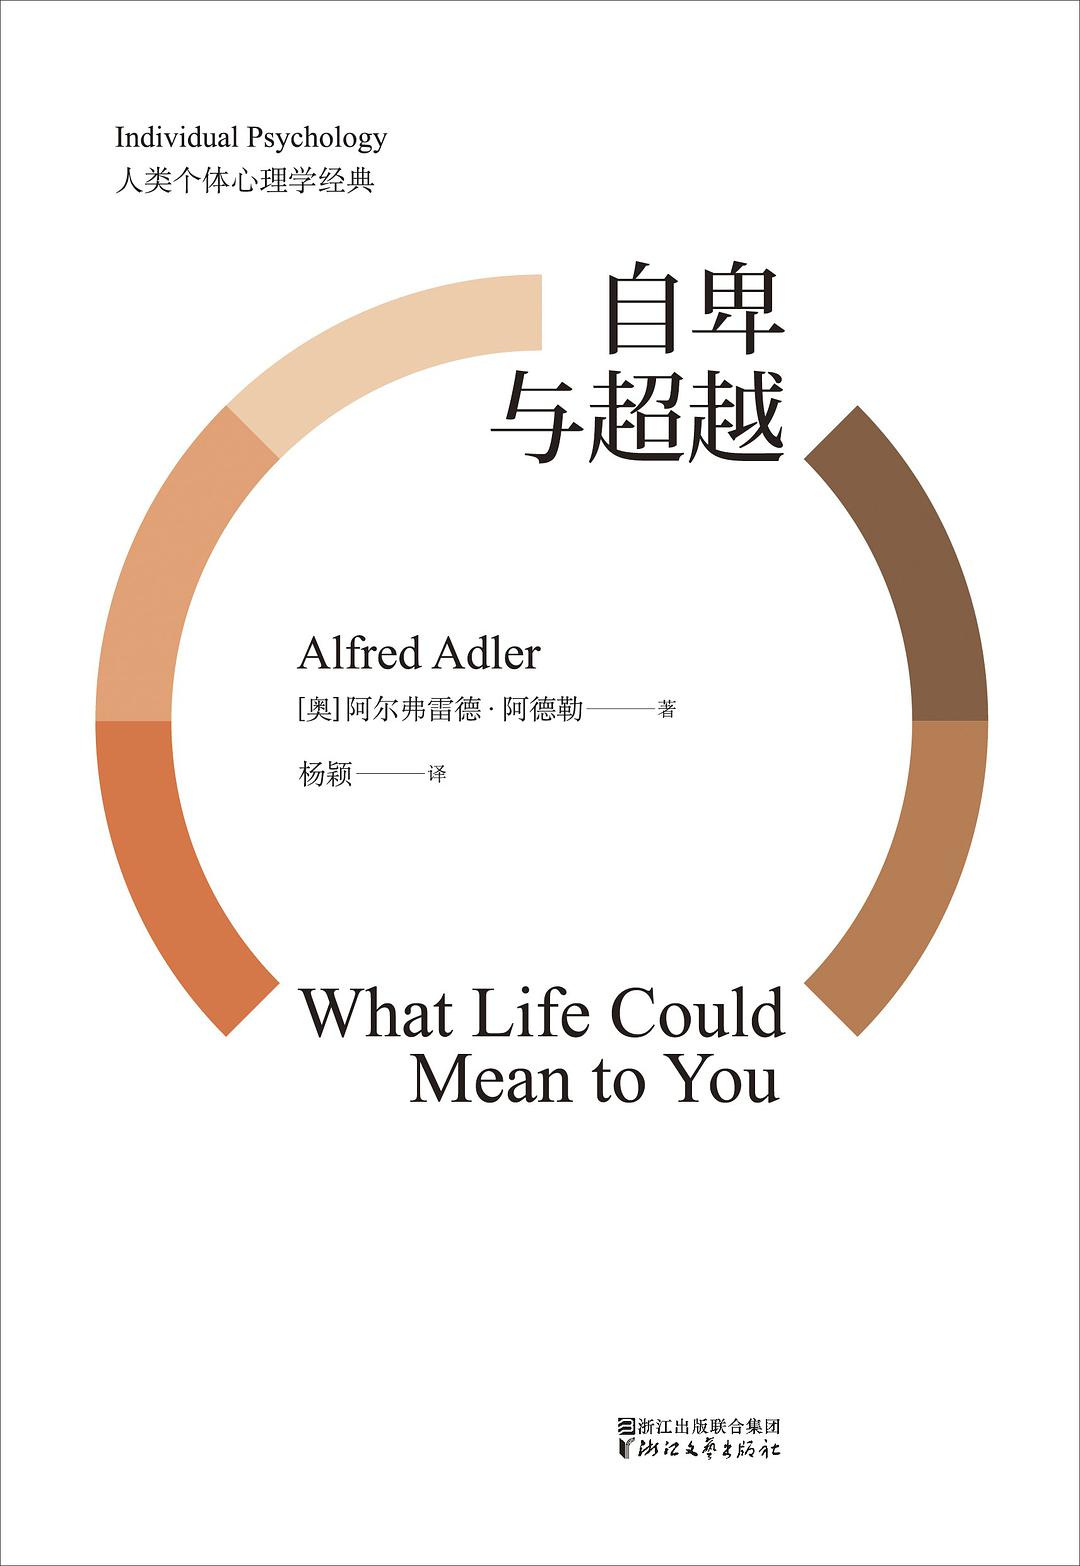 Individual Psychology
人类个体心理学经典
自卑
与超越
Alfred Adler
[奥]阿尔弗雷德·阿德勒——著
杨颖——译
What Life Could
Mean to You
浙江出版联合集团
浙江文艺出版社